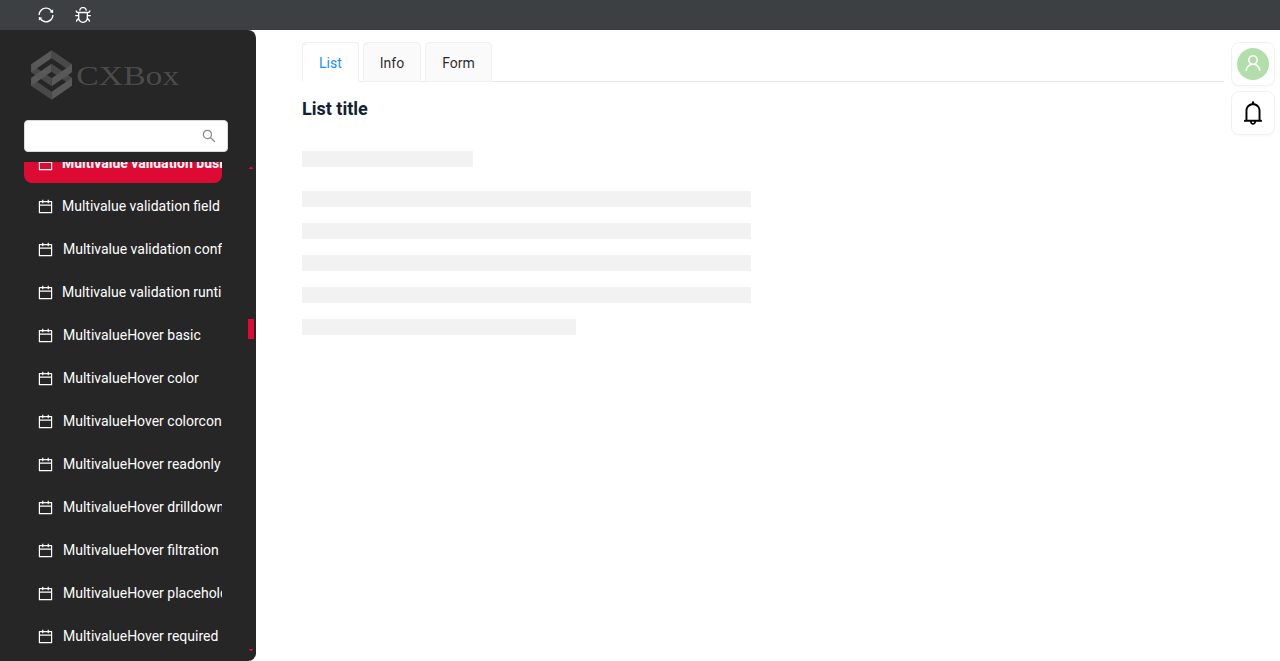 CXBox
List
Info
Form
List title
Multivalue validation busi
Multivalue validation field
Multivalue validation conf
Multivalue validation runti
MultivalueHover basic
MultivalueHover color
MultivalueHover colorcon
MultivalueHover readonly
MultivalueHover drilldown
MultivalueHover filtration
MultivalueHover placehol
MultivalueHover required